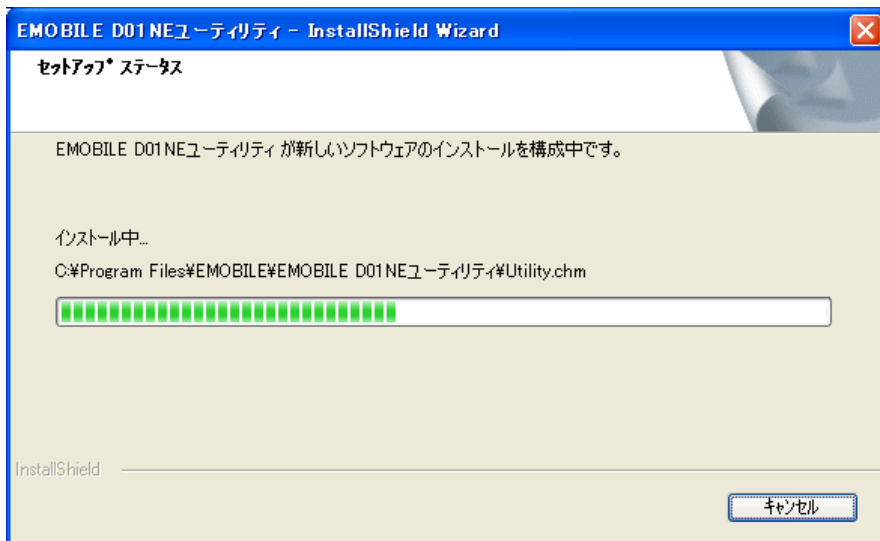 EMOBILE D01NEユーティリティ - InstallShield Wizard
セットアップ ステータス
EMOBILE D01NEユーティリティ が新しいソフトウェアのインストールを構成中です。
インストール中...
C:¥Program Files¥EMOBILE¥EMOBILE D01NEユーティリティ¥Utility.chm
InstallShield
キャンセル